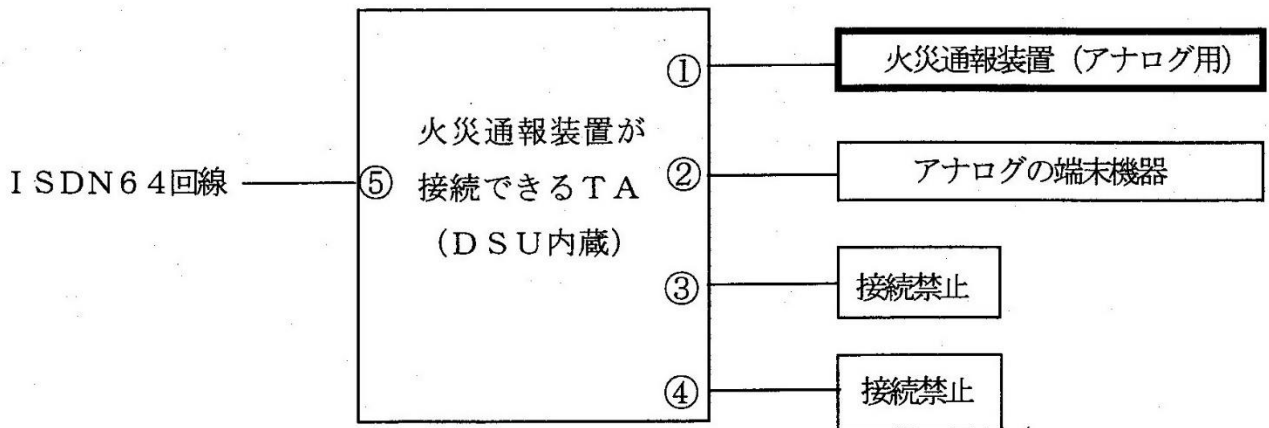 ① 火災通報装置（アナログ用）
火災通報装置が
ISDN64回線 ⑤ 接続できるTA ② アナログの端末機器
（DSU内蔵）
③ 接続禁止
④ 接続禁止